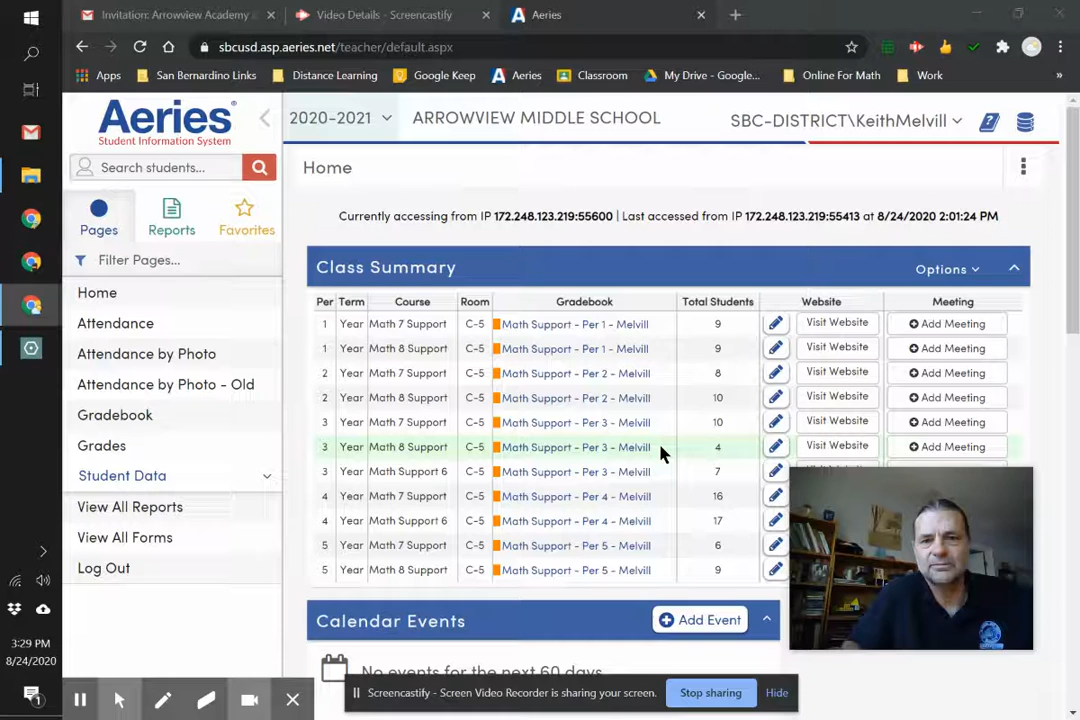 Invitation: Arrowview Academy
Video Details - Screencastify
Aeries
sbcusd.asp.aeries.net/teacher/default.aspx
Apps
San Bernardino Links
Distance Learning
Google Keep
Aeries
Classroom
My Drive - Google...
Online For Math
Work
»
Aeries®
Student Information System
2020-2021
ARROWVIEW MIDDLE SCHOOL
SBC-DISTRICT\KeithMelvill
Search students...
Home
Pages
Reports
Favorites
Currently accessing from IP 172.248.123.219:55600 | Last accessed from IP 172.248.123.219:55413 at 8/24/2020 2:01:24 PM
Filter Pages...
Home
Attendance
Attendance by Photo
Attendance by Photo - Old
Gradebook
Grades
Student Data
View All Reports
View All Forms
Log Out
Class Summary
Options
Per Term Course Room Gradebook Total Students Website Meeting
1 Year Math 7 Support C-5 Math Support - Per 1 - Melvill 9 Visit Website Add Meeting
1 Year Math 8 Support C-5 Math Support - Per 1 - Melvill 9 Visit Website Add Meeting
2 Year Math 7 Support C-5 Math Support - Per 2 - Melvill 8 Visit Website Add Meeting
2 Year Math 8 Support C-5 Math Support - Per 2 - Melvill 10 Visit Website Add Meeting
3 Year Math 7 Support C-5 Math Support - Per 3 - Melvill 10 Visit Website Add Meeting
3 Year Math 8 Support C-5 Math Support - Per 3 - Melvill 4 Visit Website Add Meeting
3 Year Math Support 6 C-5 Math Support - Per 3 - Melvill 7
4 Year Math 7 Support C-5 Math Support - Per 4 - Melvill 16
4 Year Math Support 6 C-5 Math Support - Per 4 - Melvill 17
5 Year Math 7 Support C-5 Math Support - Per 5 - Melvill 6
5 Year Math 8 Support C-5 Math Support - Per 5 - Melvill 9
Calendar Events
Add Event
No events for the next 60 days
Screencastify - Screen Video Recorder is sharing your screen.
Stop sharing
Hide
3:29 PM
8/24/2020
1